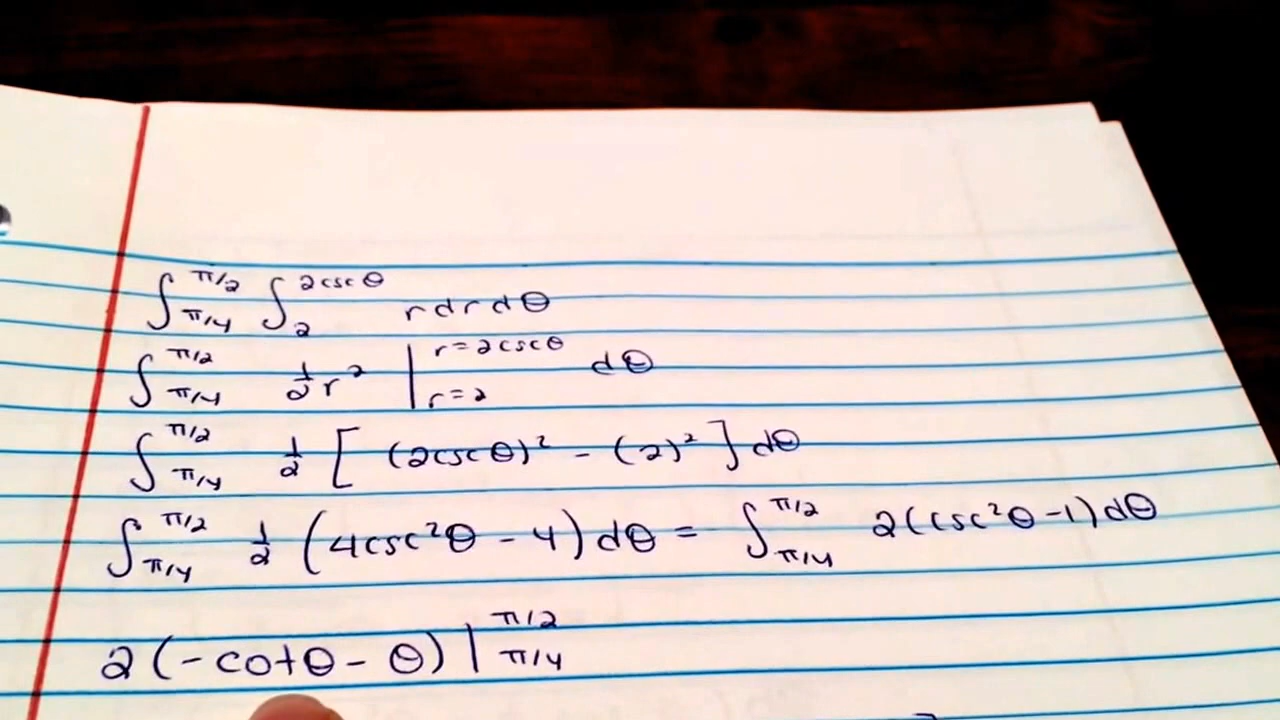 ∫_{π/4}^{π/2} ∫_{2}^{2cscθ} r dr dθ
∫_{π/4}^{π/2} 1/2 r² |_{r=2}^{r=2cscθ} dθ
∫_{π/4}^{π/2} 1/2 [ (2cscθ)² - (2)² ] dθ
∫_{π/4}^{π/2} 1/2 (4csc²θ - 4) dθ = ∫_{π/4}^{π/2} 2(csc²θ - 1) dθ
2(-cotθ - θ) |_{π/4}^{π/2}